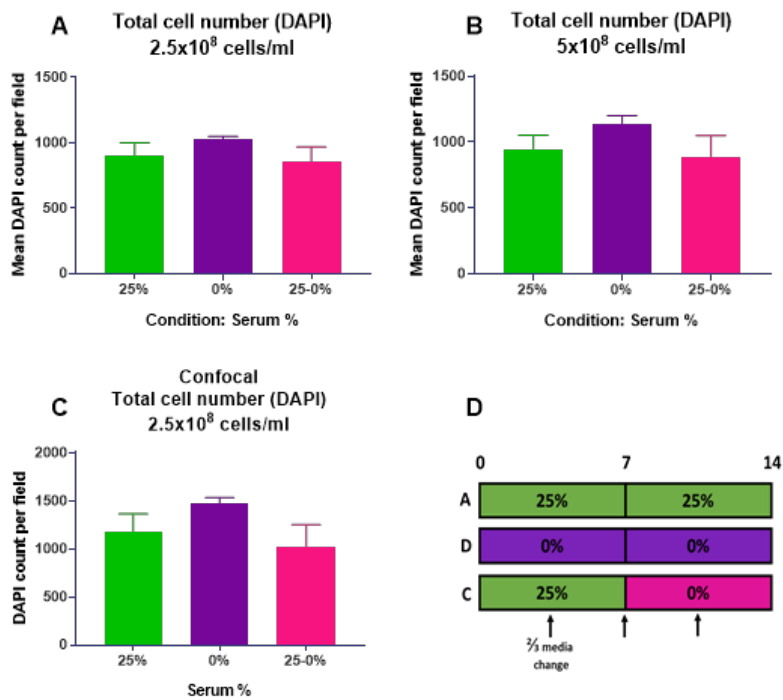 A
Total cell number (DAPI)
2.5x10⁸ cells/ml
Mean DAPI count per field
1500
1000
500
0
25%
0%
25-0%
Condition: Serum %
B
Total cell number (DAPI)
5x10⁸ cells/ml
Mean DAPI count per field
1500
1000
500
0
25%
0%
25-0%
Condition: Serum %
C
Confocal
Total cell number (DAPI)
2.5x10⁸ cells/ml
DAPI count per field
2000
1500
1000
500
0
25%
0%
25-0%
Serum %
D
0 7 14
A 25% 25%
D 0% 0%
C 25% 0%
⅔ media
change